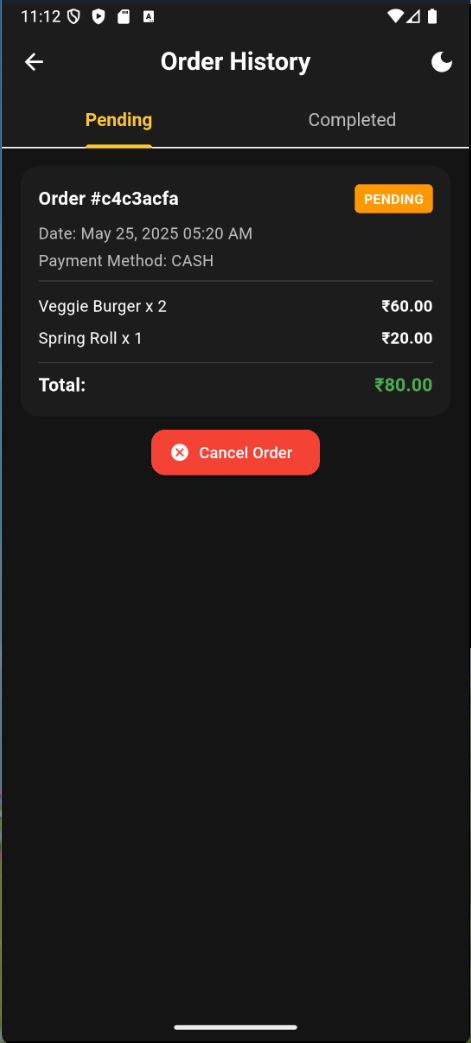 11:12
Order History
Pending Completed
Order #c4c3acfa PENDING
Date: May 25, 2025 05:20 AM
Payment Method: CASH
Veggie Burger x 2 ₹60.00
Spring Roll x 1 ₹20.00
Total: ₹80.00
Cancel Order